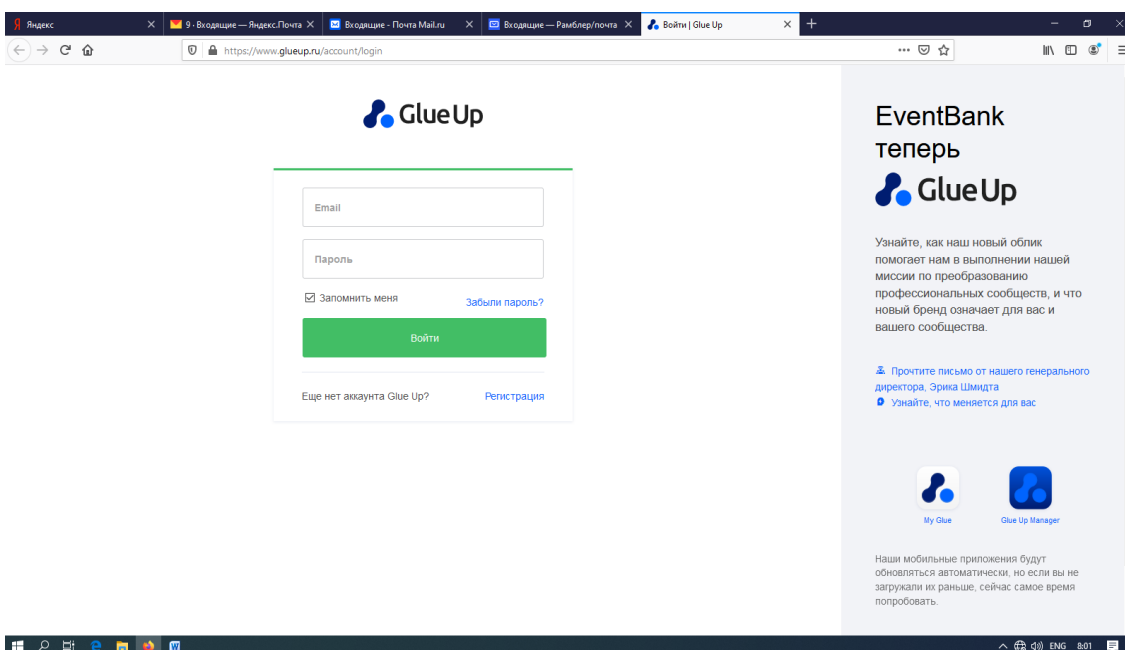 Яндекс
9 · Входящие — Яндекс.Почта
Входящие - Почта Mail.ru
Входящие — Рамблер/почта
Войти | Glue Up
https://www.glueup.ru/account/login
Glue Up
Email
Пароль
Запомнить меня
Забыли пароль?
Войти
Еще нет аккаунта Glue Up?
Регистрация
EventBank
теперь
Glue Up
Узнайте, как наш новый облик
помогает нам в выполнении нашей
миссии по преобразованию
профессиональных сообществ, и что
новый бренд означает для вас и
вашего сообщества.
Прочтите письмо от нашего генерального
директора, Эрика Шмидта
Узнайте, что меняется для вас
My Glue
Glue Up Manager
Наши мобильные приложения будут
обновляться автоматически, но если вы не
загружали их раньше, сейчас самое время
попробовать.
ENG
8:01